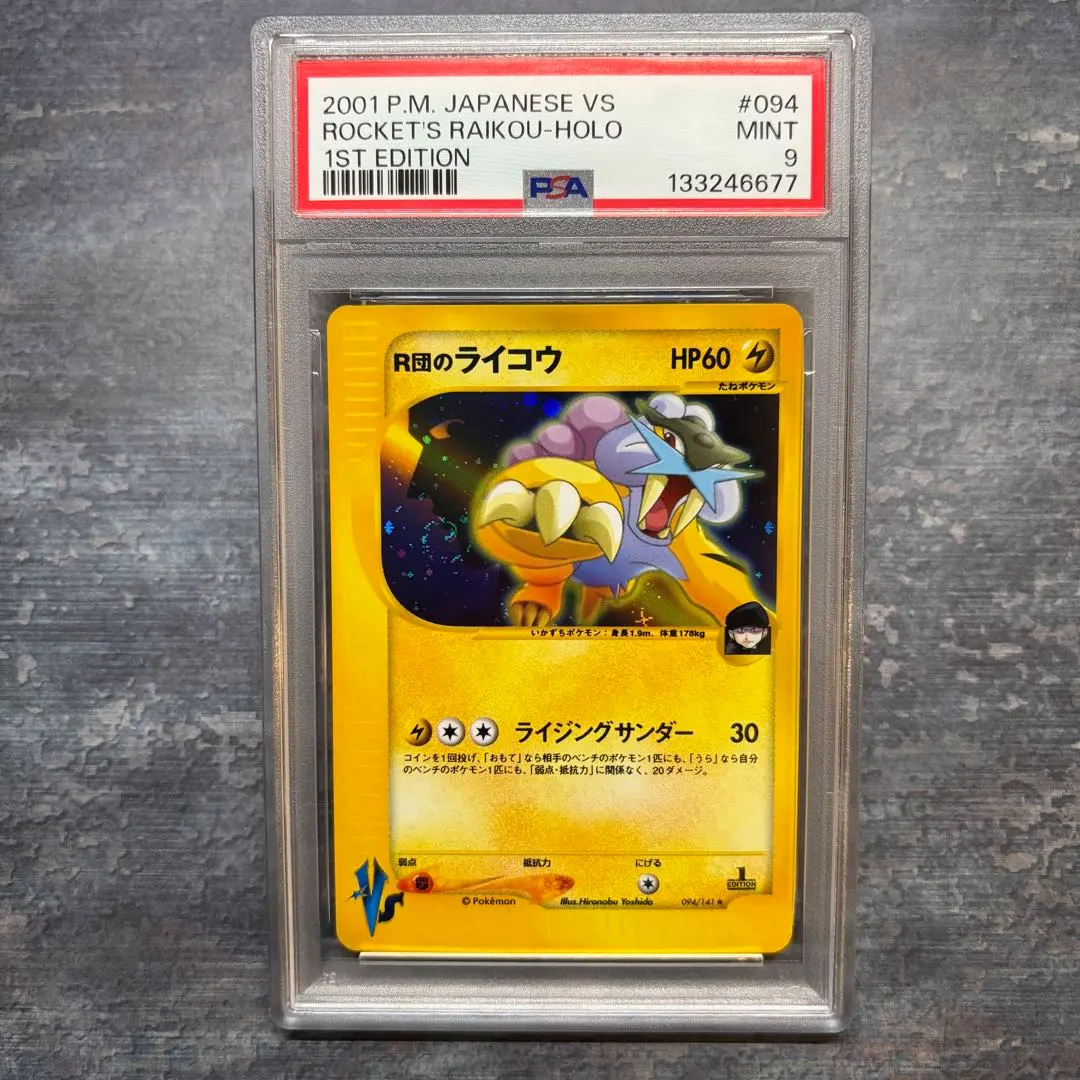 2001 P.M. JAPANESE VS #094
ROCKET'S RAIKOU-HOLO MINT
1ST EDITION 9
PSA 133246677
R団のライコウ HP60
たねポケモン
いかずちポケモン：身長1.9m. 体重178kg
ライジングサンダー 30
コインを1回投げ、「おもて」なら相手のベンチのポケモン1匹にも、「うら」なら自分
のベンチのポケモン1匹にも、「弱点・抵抗力」に関係なく、20ダメージ。
弱点 抵抗力 にげる
1
EDITION
VS
©Pokémon Illus.Hironobu Yoshida 094/141★